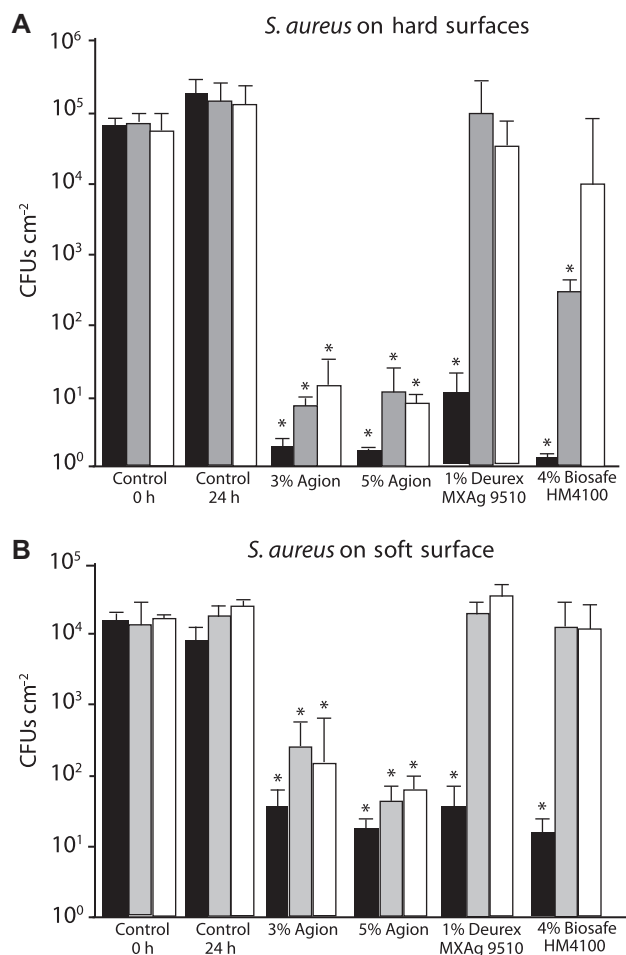 A
S. aureus on hard surfaces
10⁶
10⁵
10⁴
10³
10²
10¹
10⁰
CFUs cm⁻²
* * * * * * * * *
Control 0 h
Control 24 h
3% Agion
5% Agion
1% Deurex MXAg 9510
4% Biosafe HM4100
B
S. aureus on soft surface
10⁵
10⁴
10³
10²
10¹
10⁰
CFUs cm⁻²
* * * * * * * *
Control 0 h
Control 24 h
3% Agion
5% Agion
1% Deurex MXAg 9510
4% Biosafe HM4100